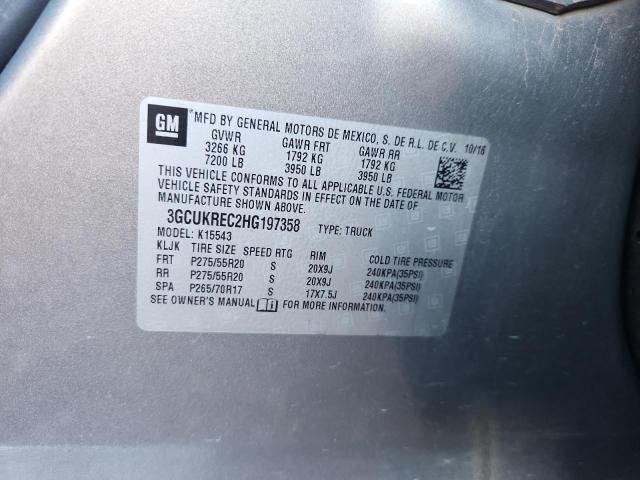 GM MFD BY GENERAL MOTORS DE MEXICO, S. DE R.L. DE C.V. 10/16
GVWR GAWR FRT GAWR RR
3266 KG 1792 KG 1792 KG
7200 LB 3950 LB 3950 LB
THIS VEHICLE CONFORMS TO ALL APPLICABLE U.S. FEDERAL MOTOR
VEHICLE SAFETY STANDARDS IN EFFECT ON THE DATE OF
MANUFACTURE SHOWN ABOVE.
3GCUKREC2HG197358 TYPE: TRUCK
MODEL: K15543
KLJK TIRE SIZE SPEED RTG RIM COLD TIRE PRESSURE
FRT P275/55R20 S 20X9J 240KPA(35PSI)
RR P275/55R20 S 20X9J 240KPA(35PSI)
SPA P265/70R17 S 17X7.5J 240KPA(35PSI)
SEE OWNER'S MANUAL FOR MORE INFORMATION.